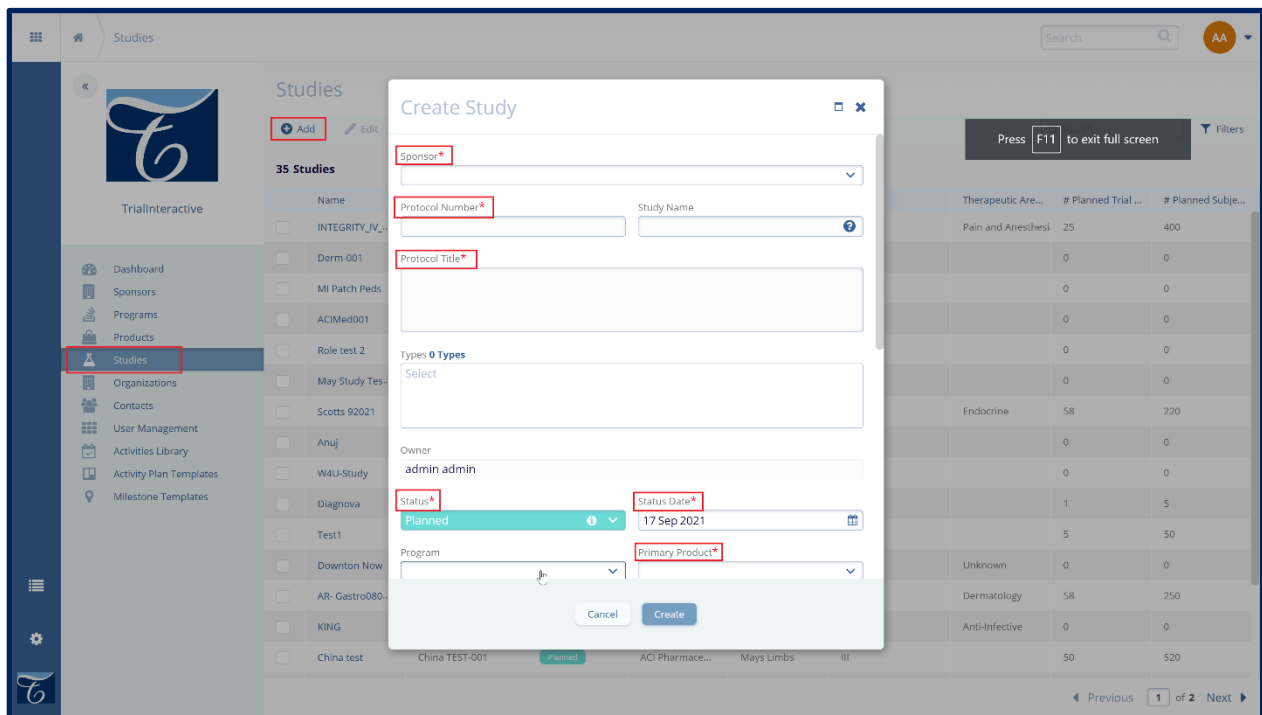 Studies
Search
AA
TrialInteractive
Dashboard
Sponsors
Programs
Products
Studies
Organizations
Contacts
User Management
Activities Library
Activity Plan Templates
Milestone Templates
Studies
Add
Edit
Filters
35 Studies
Press F11 to exit full screen
Name
Therapeutic Are...
# Planned Trial ...
# Planned Subje...
INTEGRITY_IV_...
Pain and Anesthesi
25
400
Derm-001
0
0
MI Patch Peds
0
0
ACIMed001
0
0
Role test 2
0
0
May Study Tes...
0
0
Scotts 92021
Endocrine
58
220
Anuj
0
0
W4U-Study
0
0
Diagnova
1
5
Test1
5
50
Downton Now
Unknown
0
0
AR- Gastro080...
Dermatology
58
250
KING
Anti-Infective
0
0
China test
China TEST-001
Planned
ACI Pharmace...
Mays Limbs
III
50
520
Previous 1 of 2 Next
Create Study
Sponsor*
Protocol Number*
Study Name
Protocol Title*
Types 0 Types
Select
Owner
admin admin
Status*
Status Date*
Planned
17 Sep 2021
Program
Primary Product*
Cancel
Create